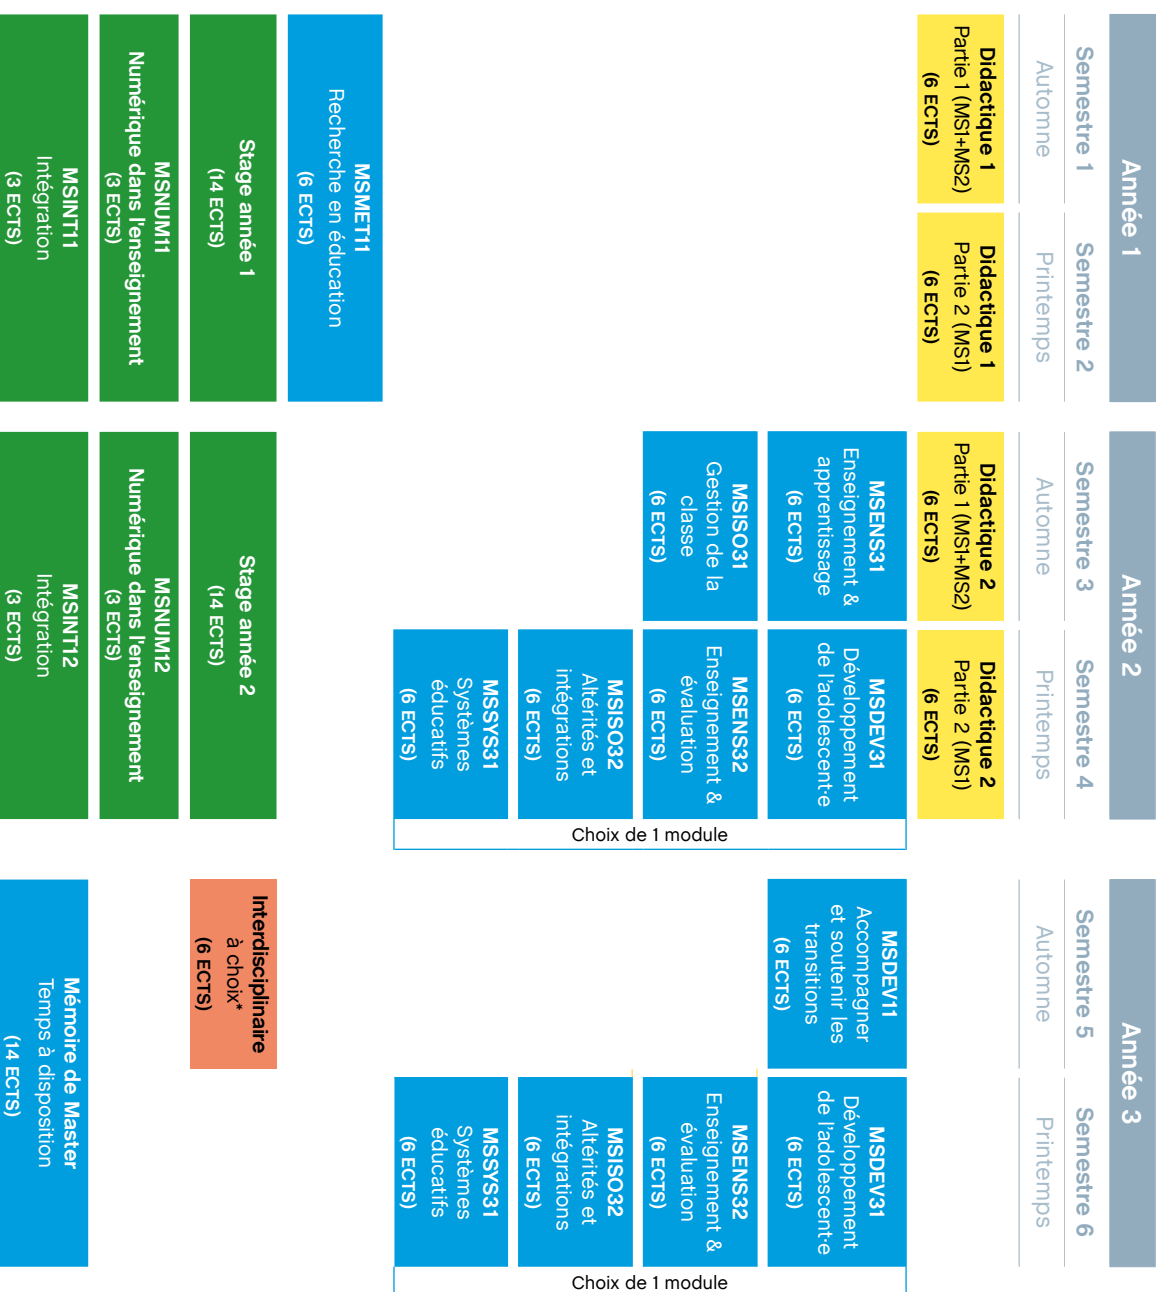 Année 1
Semestre 1
Automne
Semestre 2
Printemps
Didactique 1
Partie 1 (MS1+MS2)
(6 ECTS)
Didactique 1
Partie 2 (MS1)
(6 ECTS)
MSMET11
Recherche en éducation
(6 ECTS)
Stage année 1
(14 ECTS)
MSNUM11
Numérique dans l'enseignement
(3 ECTS)
MSINT11
Intégration
(3 ECTS)
Année 2
Semestre 3
Automne
Semestre 4
Printemps
Didactique 2
Partie 1 (MS1+MS2)
(6 ECTS)
Didactique 2
Partie 2 (MS1)
(6 ECTS)
MSENS31
Enseignement &
apprentissage
(6 ECTS)
MSDEV31
Développement
de l'adolescent·e
(6 ECTS)
MSISO31
Gestion de la
classe
(6 ECTS)
MSENS32
Enseignement &
évaluation
(6 ECTS)
MSISO32
Altérités et
intégrations
(6 ECTS)
MSSYS31
Systèmes
éducatifs
(6 ECTS)
Choix de 1 module
Stage année 2
(14 ECTS)
MSNUM12
Numérique dans l'enseignement
(3 ECTS)
MSINT12
Intégration
(3 ECTS)
Année 3
Semestre 5
Automne
Semestre 6
Printemps
MSDEV11
Accompagner
et soutenir les
transitions
(6 ECTS)
MSDEV31
Développement
de l'adolescent·e
(6 ECTS)
MSENS32
Enseignement &
évaluation
(6 ECTS)
MSISO32
Altérités et
intégrations
(6 ECTS)
MSSYS31
Systèmes
éducatifs
(6 ECTS)
Choix de 1 module
Interdisciplinaire
à choix*
(6 ECTS)
Mémoire de Master
Temps à disposition
(14 ECTS)